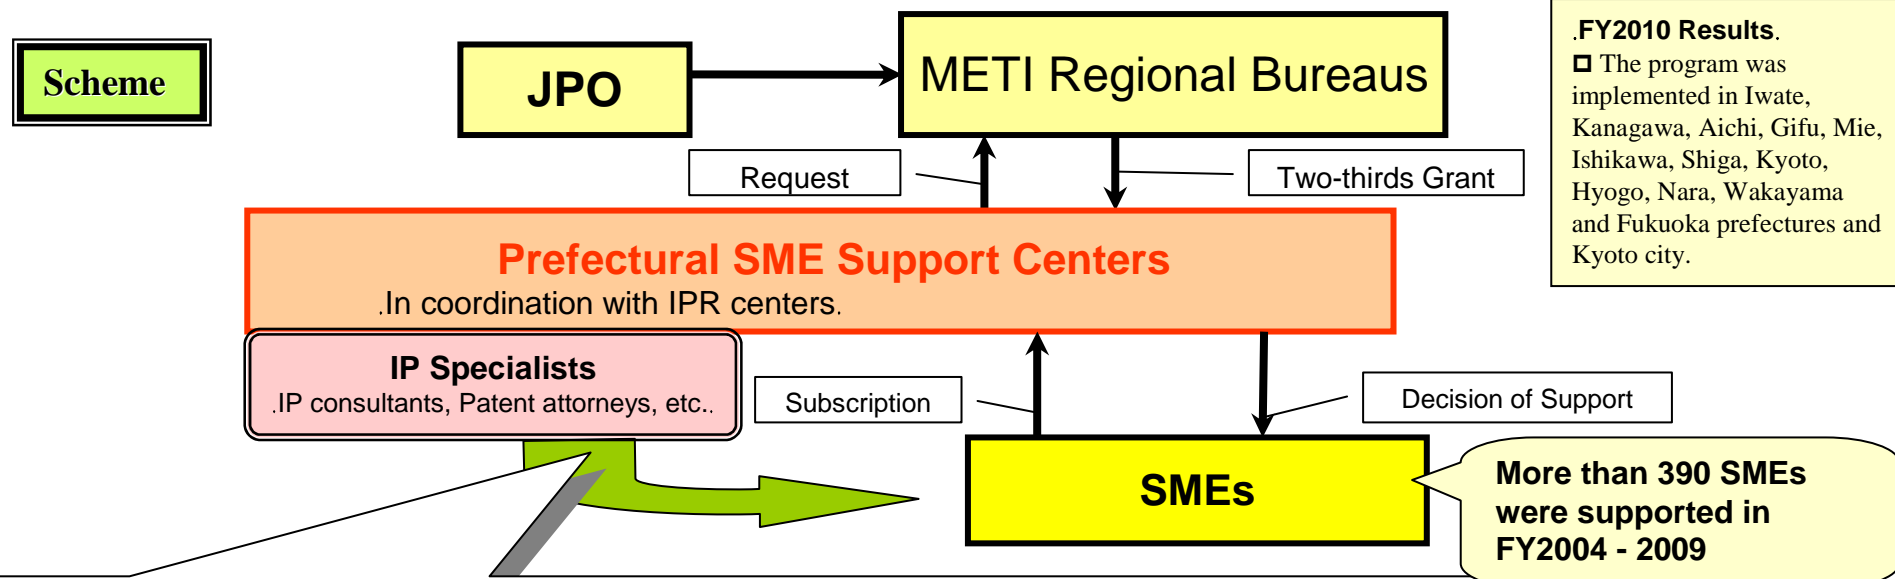 Scheme
JPO
METI Regional Bureaus
.FY2010 Results.
The program was
implemented in Iwate,
Kanagawa, Aichi, Gifu, Mie,
Ishikawa, Shiga, Kyoto,
Hyogo, Nara, Wakayama
and Fukuoka prefectures and
Kyoto city.
Request
Two-thirds Grant
Prefectural SME Support Centers
.In coordination with IPR centers.
IP Specialists
.IP consultants, Patent attorneys, etc..
Subscription
Decision of Support
SMEs
More than 390 SMEs
were supported in
FY2004 - 2009